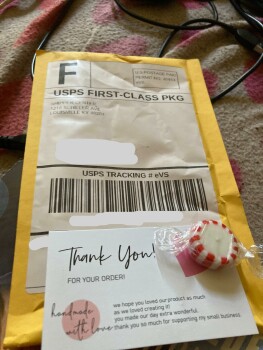 F
USPS FIRST-CLASS PKG
LOUISVILLE KY
USPS TRACKING # eVS
Thank You!
FOR YOUR ORDER!
handmade
with love
we hope you loved our product as much
as we loved creating it!
you made our day extra wonderful.
thank you so much for supporting my small business.